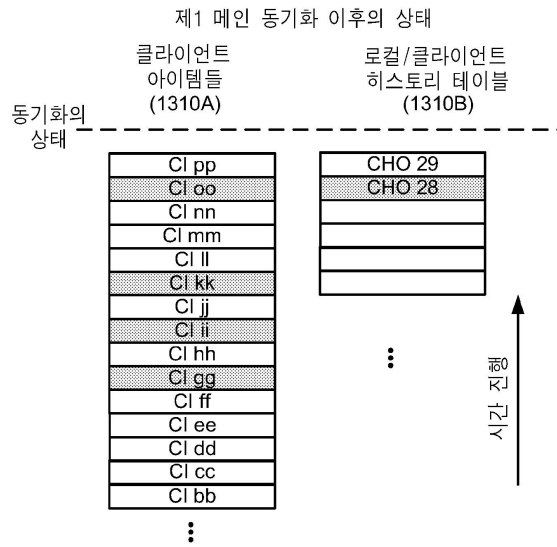 제1 메인 동기화 이후의 상태
클라이언트
아이템들
(1310A)
로컬/클라이언트
히스토리 테이블
(1310B)
동기화의
상태
CI pp
CI oo
CI nn
CI mm
CI ll
CI kk
CI jj
CI ii
CI hh
CI gg
CI ff
CI ee
CI dd
CI cc
CI bb
CHO 29
CHO 28
시간 진행